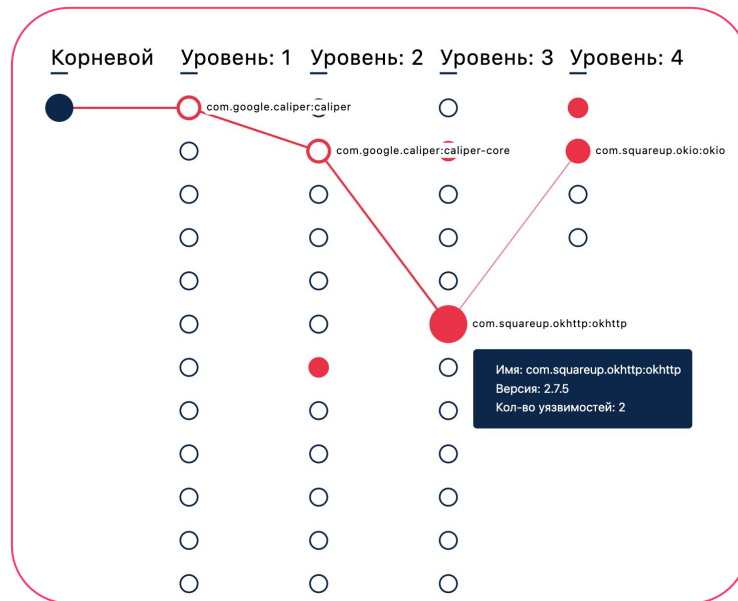 Корневой Уровень: 1 Уровень: 2 Уровень: 3 Уровень: 4
com.google.caliper:caliper
com.google.caliper:caliper-core com.squareup.okio:okio
com.squareup.okhttp:okhttp
Имя: com.squareup.okhttp:okhttp
Версия: 2.7.5
Кол-во уязвимостей: 2